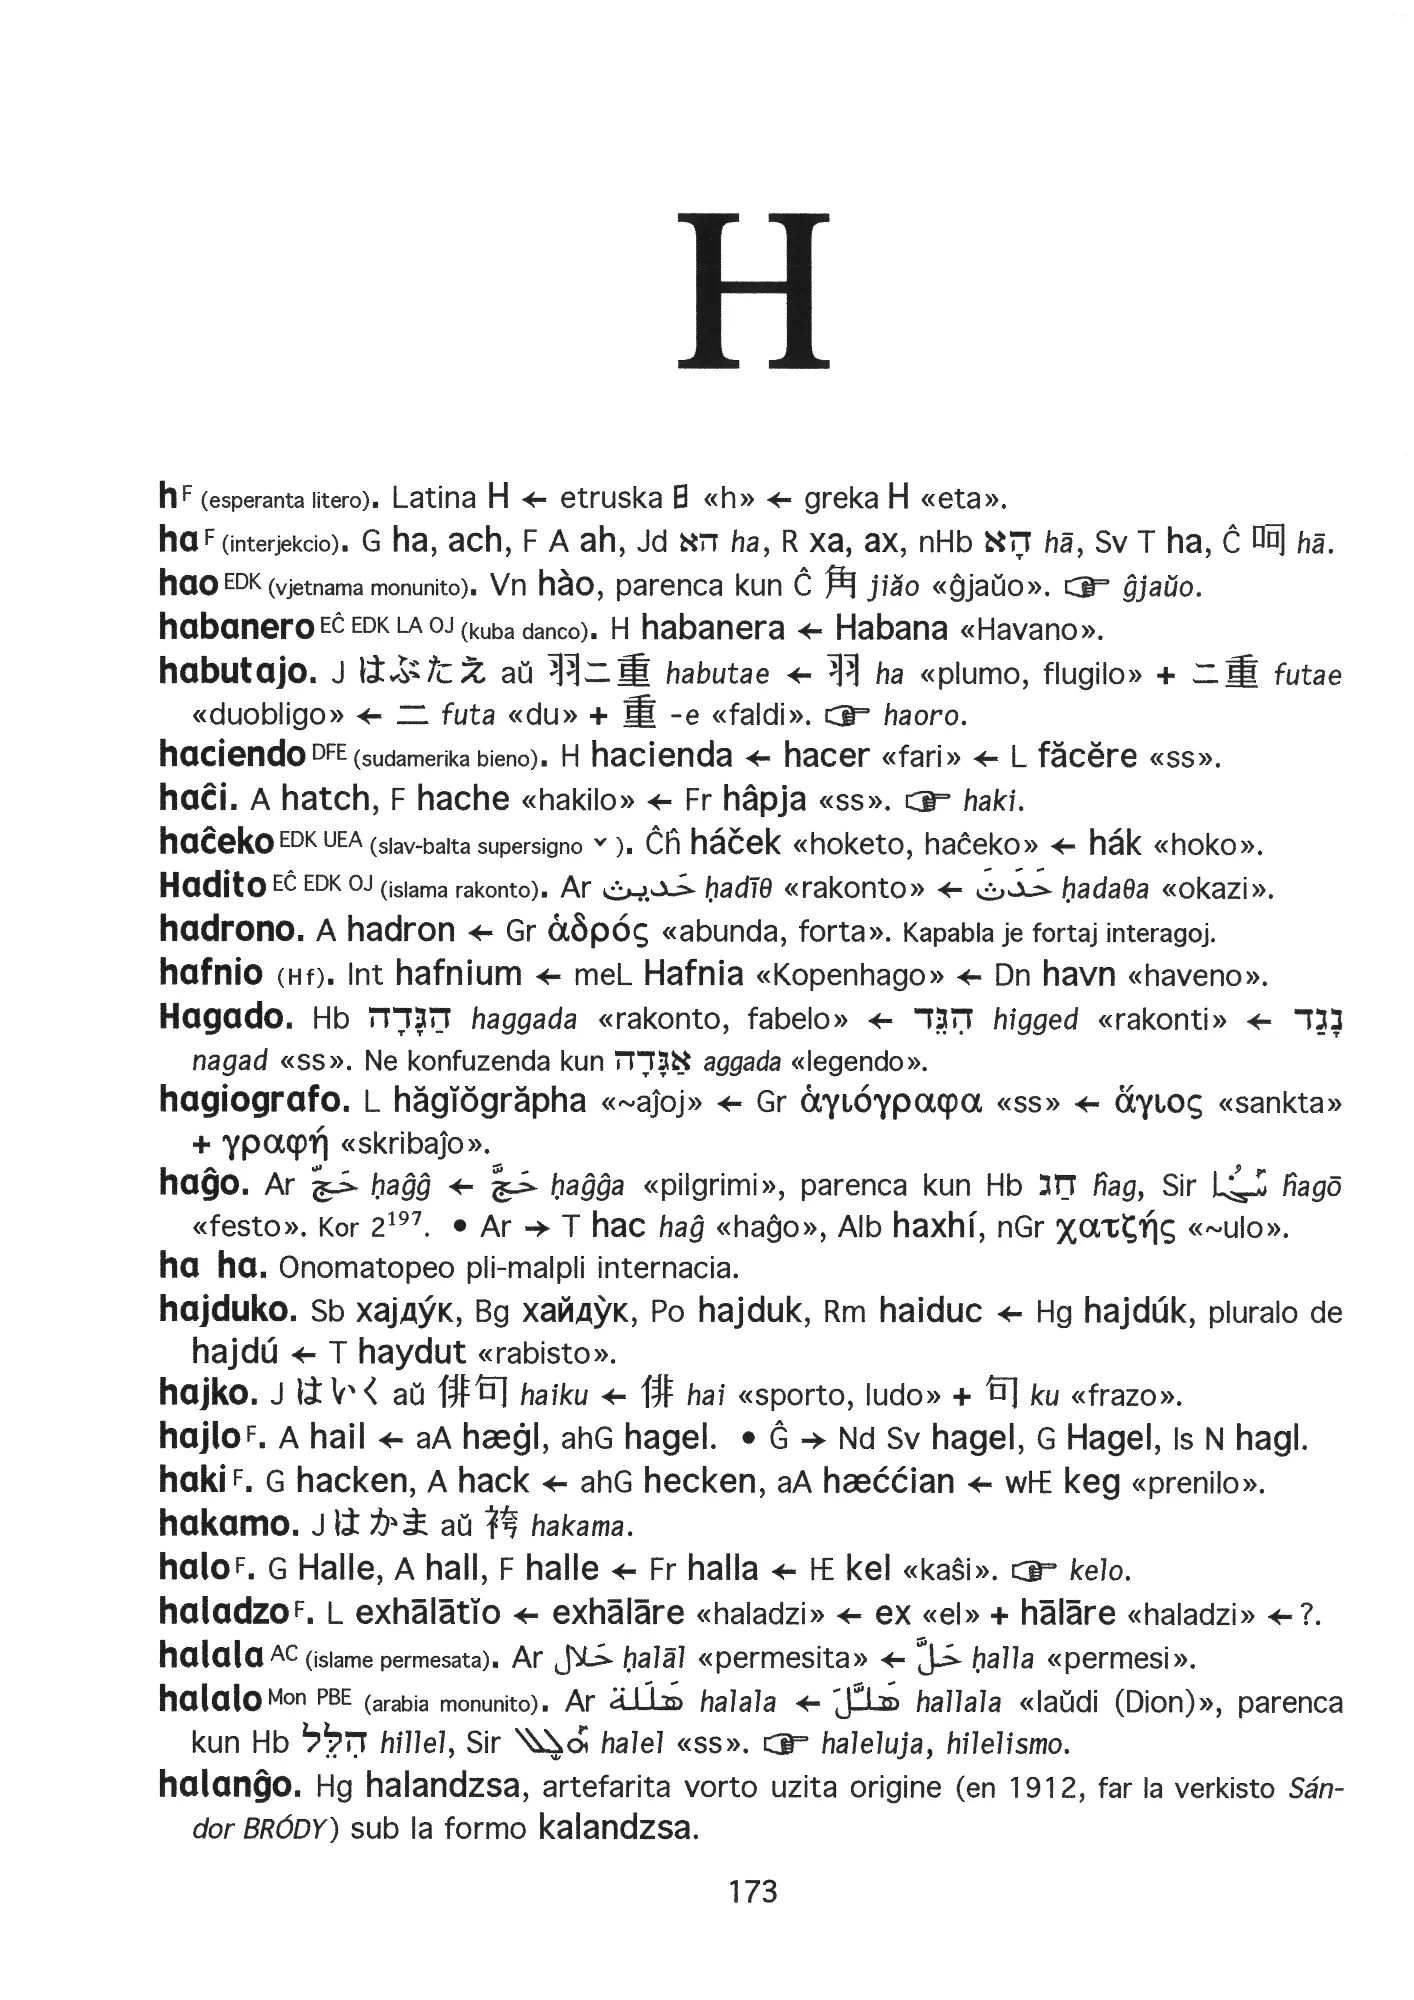 H
h F (esperanta litero). Latina H ← etruska 𐌇 «h» ← greka H «eta».
ha F (interjekcio). G ha, ach, F A ah, Jd הא ha, R xa, ax, nHb הָא hā, Sv T ha, Ĉ 呵 hā.
hao EDK (vjetnama monunito). Vn hào, parenca kun Ĉ 角 jiăo «ĝjaŭo». ☞ ĝjaŭo.
habanero EĈ EDK LA OJ (kuba danco). H habanera ← Habana «Havano».
habutajo. J はぶたえ aŭ 羽二重 habutae ← 羽 ha «plumo, flugilo» + 二重 futae
«duobligo» ← 二 futa «du» + 重 -e «faldi». ☞ haoro.
haciendo DFE (sudamerika bieno). H hacienda ← hacer «fari» ← L făcĕre «ss».
haĉi. A hatch, F hache «hakilo» ← Fr hâpja «ss». ☞ haki.
haĉeko EDK UEA (slav-balta supersigno ˇ ). Ĉĥ háček «hoketo, haĉeko» ← hák «hoko».
Hadito EĈ EDK OJ (islama rakonto). Ar حَديث ḥadīθ «rakonto» ← حَدَثَ ḥadaθa «okazi».
hadrono. A hadron ← Gr ἁδρός «abunda, forta». Kapabla je fortaj interagoj.
hafnio (Hf). Int hafnium ← meL Hafnia «Kopenhago» ← Dn havn «haveno».
Hagado. Hb הַגָּדָה haggada «rakonto, fabelo» ← הִגֵּד higged «rakonti» ← נָגַד
nagad «ss». Ne konfuzenda kun אַגָּדָה aggada «legendo».
hagiografo. L hăgĭŏgrăpha «~aĵoj» ← Gr ἁγιόγραφα «ss» ← ἅγιος «sankta»
+ γραφή «skribaĵo».
haĝo. Ar حَجّ ḥaĝĝ ← حَجَّ ḥaĝĝa «pilgrimi», parenca kun Hb חַג ĥag, Sir ĥagō
«festo». Kor 2¹⁹⁷. • Ar → T hac haĝ «haĝo», Alb haxhí, nGr χατζής «~ulo».
ha ha. Onomatopeo pli-malpli internacia.
hajduko. Sb хајду́к, Bg хайду̀к, Po hajduk, Rm haiduc ← Hg hajdúk, pluralo de
hajdú ← T haydut «rabisto».
hajko. J はいく aŭ 俳句 haiku ← 俳 hai «sporto, ludo» + 句 ku «frazo».
hajlo F. A hail ← aA hæġl, ahG hagel. • Ĝ → Nd Sv hagel, G Hagel, Is N hagl.
haki F. G hacken, A hack ← ahG hecken, aA hæććian ← wHE keg «prenilo».
hakamo. J はかま aŭ 袴 hakama.
halo F. G Halle, A hall, F halle ← Fr halla ← HE kel «kaŝi». ☞ kelo.
haladzo F. L exhālātĭo ← exhālāre «haladzi» ← ex «el» + hālāre «haladzi» ← ?.
halala AC (islame permesata). Ar حَلال ḥalāl «permesita» ← حَلَّ ḥalla «permesi».
halalo Mon PBE (arabia monunito). Ar هَلَلَة halala ← هَلَّلَ hallala «laŭdi (Dion)», parenca
kun Hb הִלֵּל hillel, Sir halel «ss». ☞ haleluja, hilelismo.
halanĝo. Hg halandzsa, artefarita vorto uzita origine (en 1912, far la verkisto Sán-
dor BRÓDY) sub la formo kalandzsa.
173